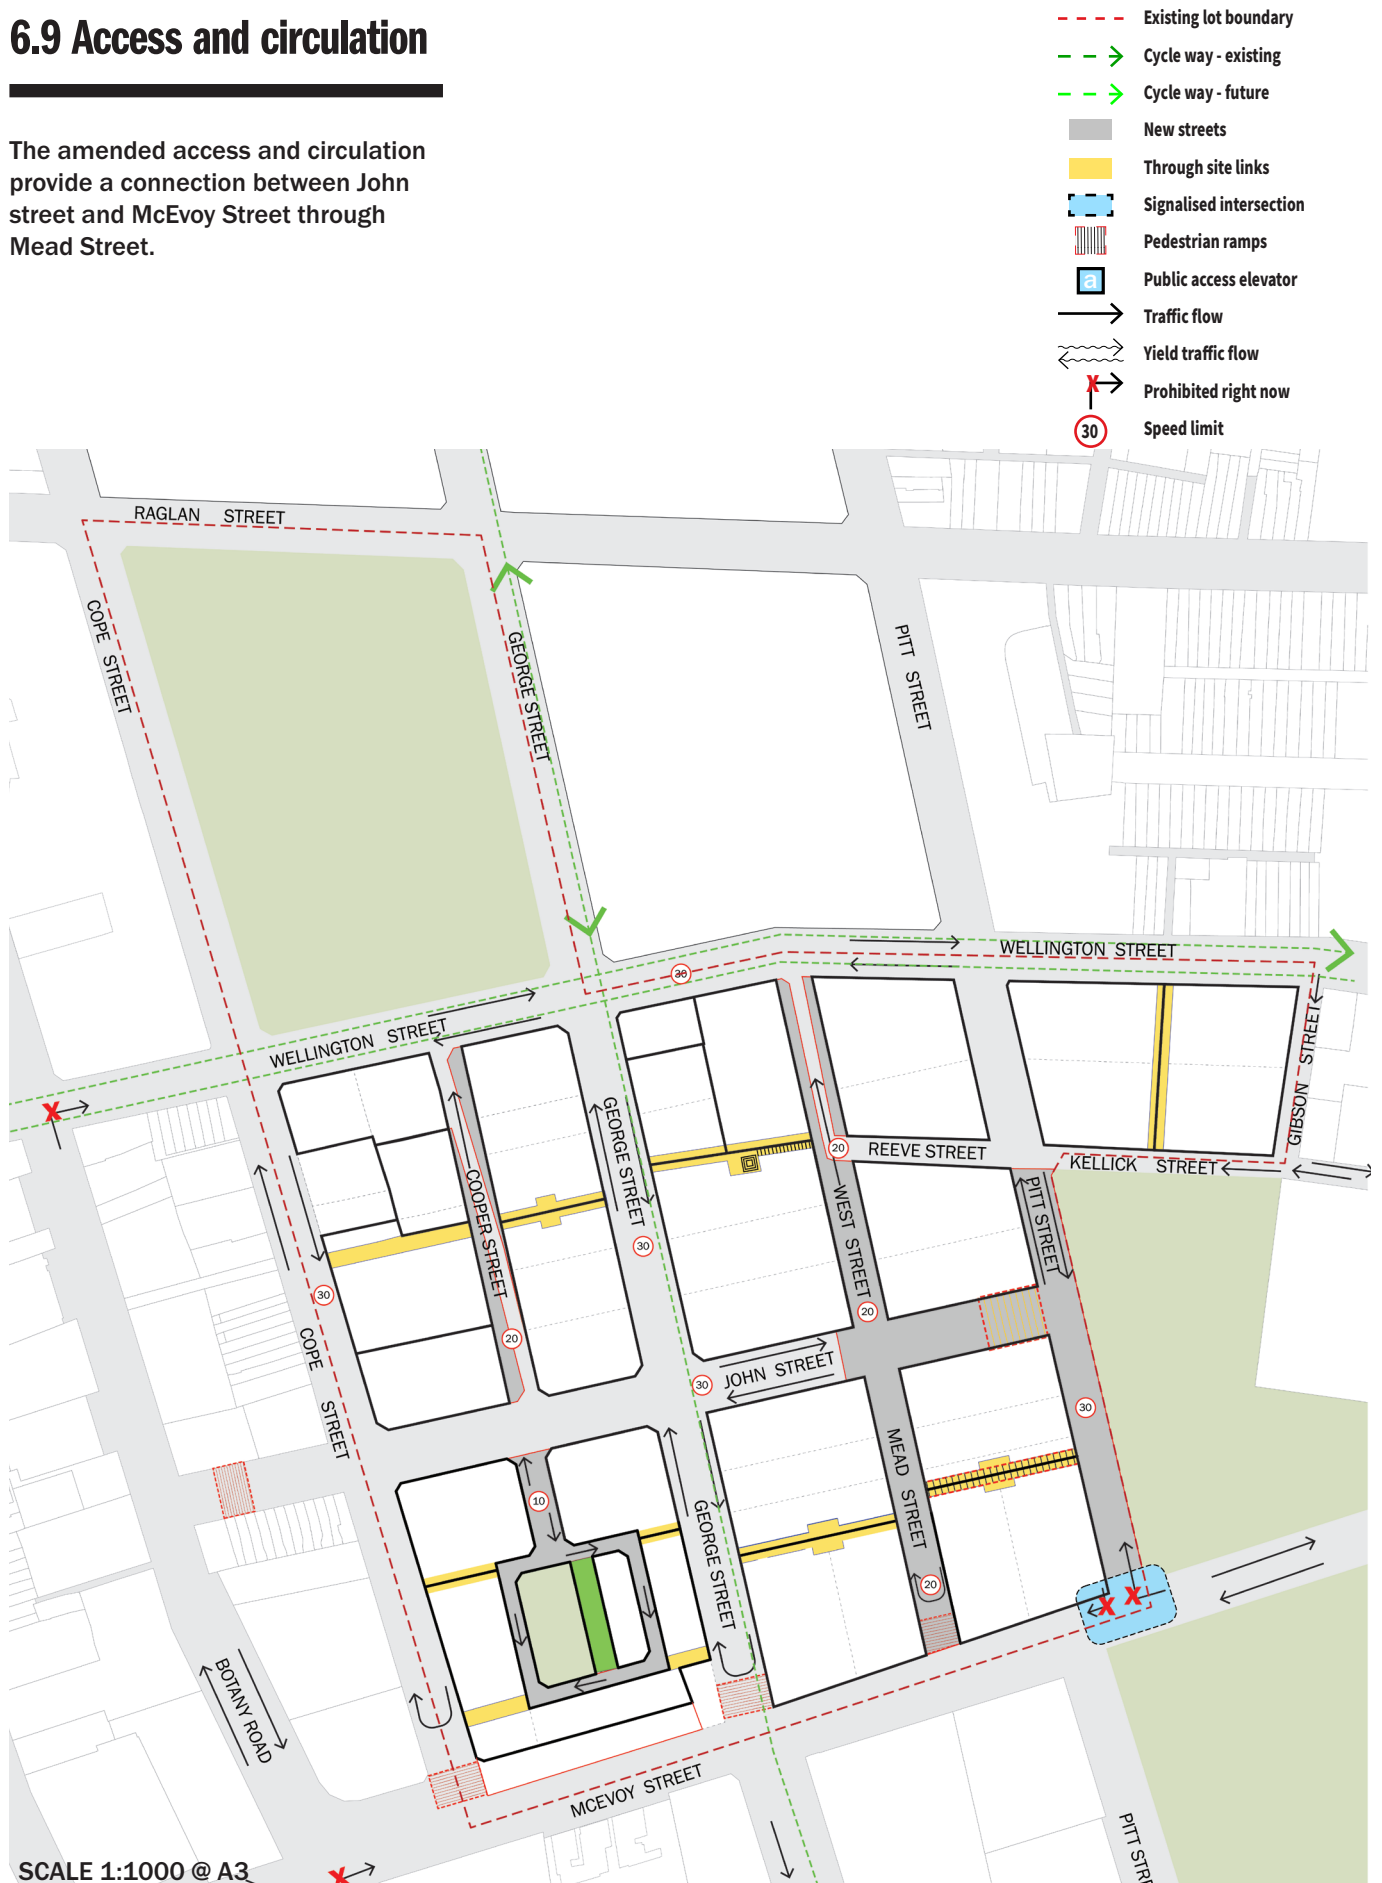 6.9 Access and circulation
The amended access and circulation
provide a connection between John
street and McEvoy Street through
Mead Street.
Existing lot boundary
Cycle way - existing
Cycle way - future
New streets
Through site links
Signalised intersection
Pedestrian ramps
a
Public access elevator
Traffic flow
Yield traffic flow
X
Prohibited right now
30
Speed limit
RAGLAN STREET
COPE STREET
GEORGE STREET
PITT STREET
WELLINGTON STREET
30
WELLINGTON STREET
GIBSON STREET
X
GEORGE STREET
20
REEVE STREET
KELLICK STREET
COOPER STREET
WEST STREET
PITT STREET
30
30
20
20
COPE STREET
JOHN STREET
30
30
MEAD STREET
10
GEORGE STREET
20
X
X
BOTANY ROAD
MCEVOY STREET
PITT STRE
X
SCALE 1:1000 @ A3